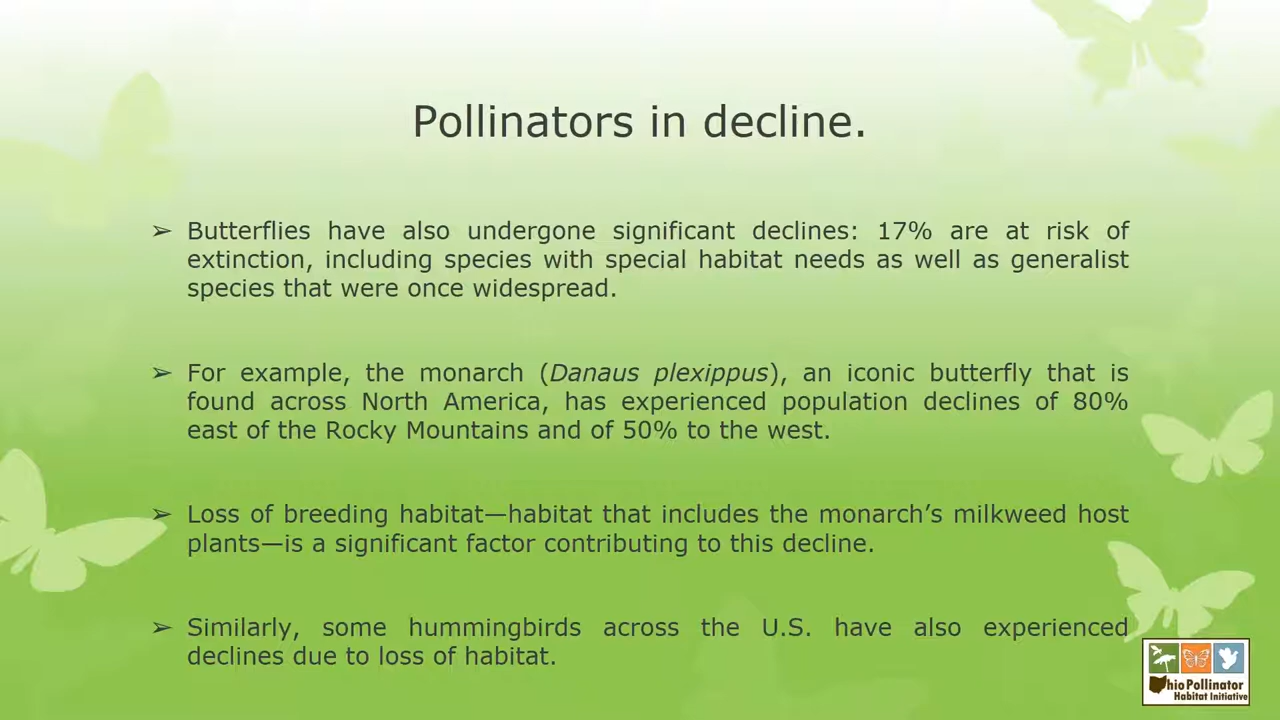 Pollinators in decline.
➢ Butterflies have also undergone significant declines: 17% are at risk of
extinction, including species with special habitat needs as well as generalist
species that were once widespread.
➢ For example, the monarch (Danaus plexippus), an iconic butterfly that is
found across North America, has experienced population declines of 80%
east of the Rocky Mountains and of 50% to the west.
➢ Loss of breeding habitat—habitat that includes the monarch’s milkweed host
plants—is a significant factor contributing to this decline.
➢ Similarly, some hummingbirds across the U.S. have also experienced
declines due to loss of habitat.
Ohio Pollinator
Habitat Initiative